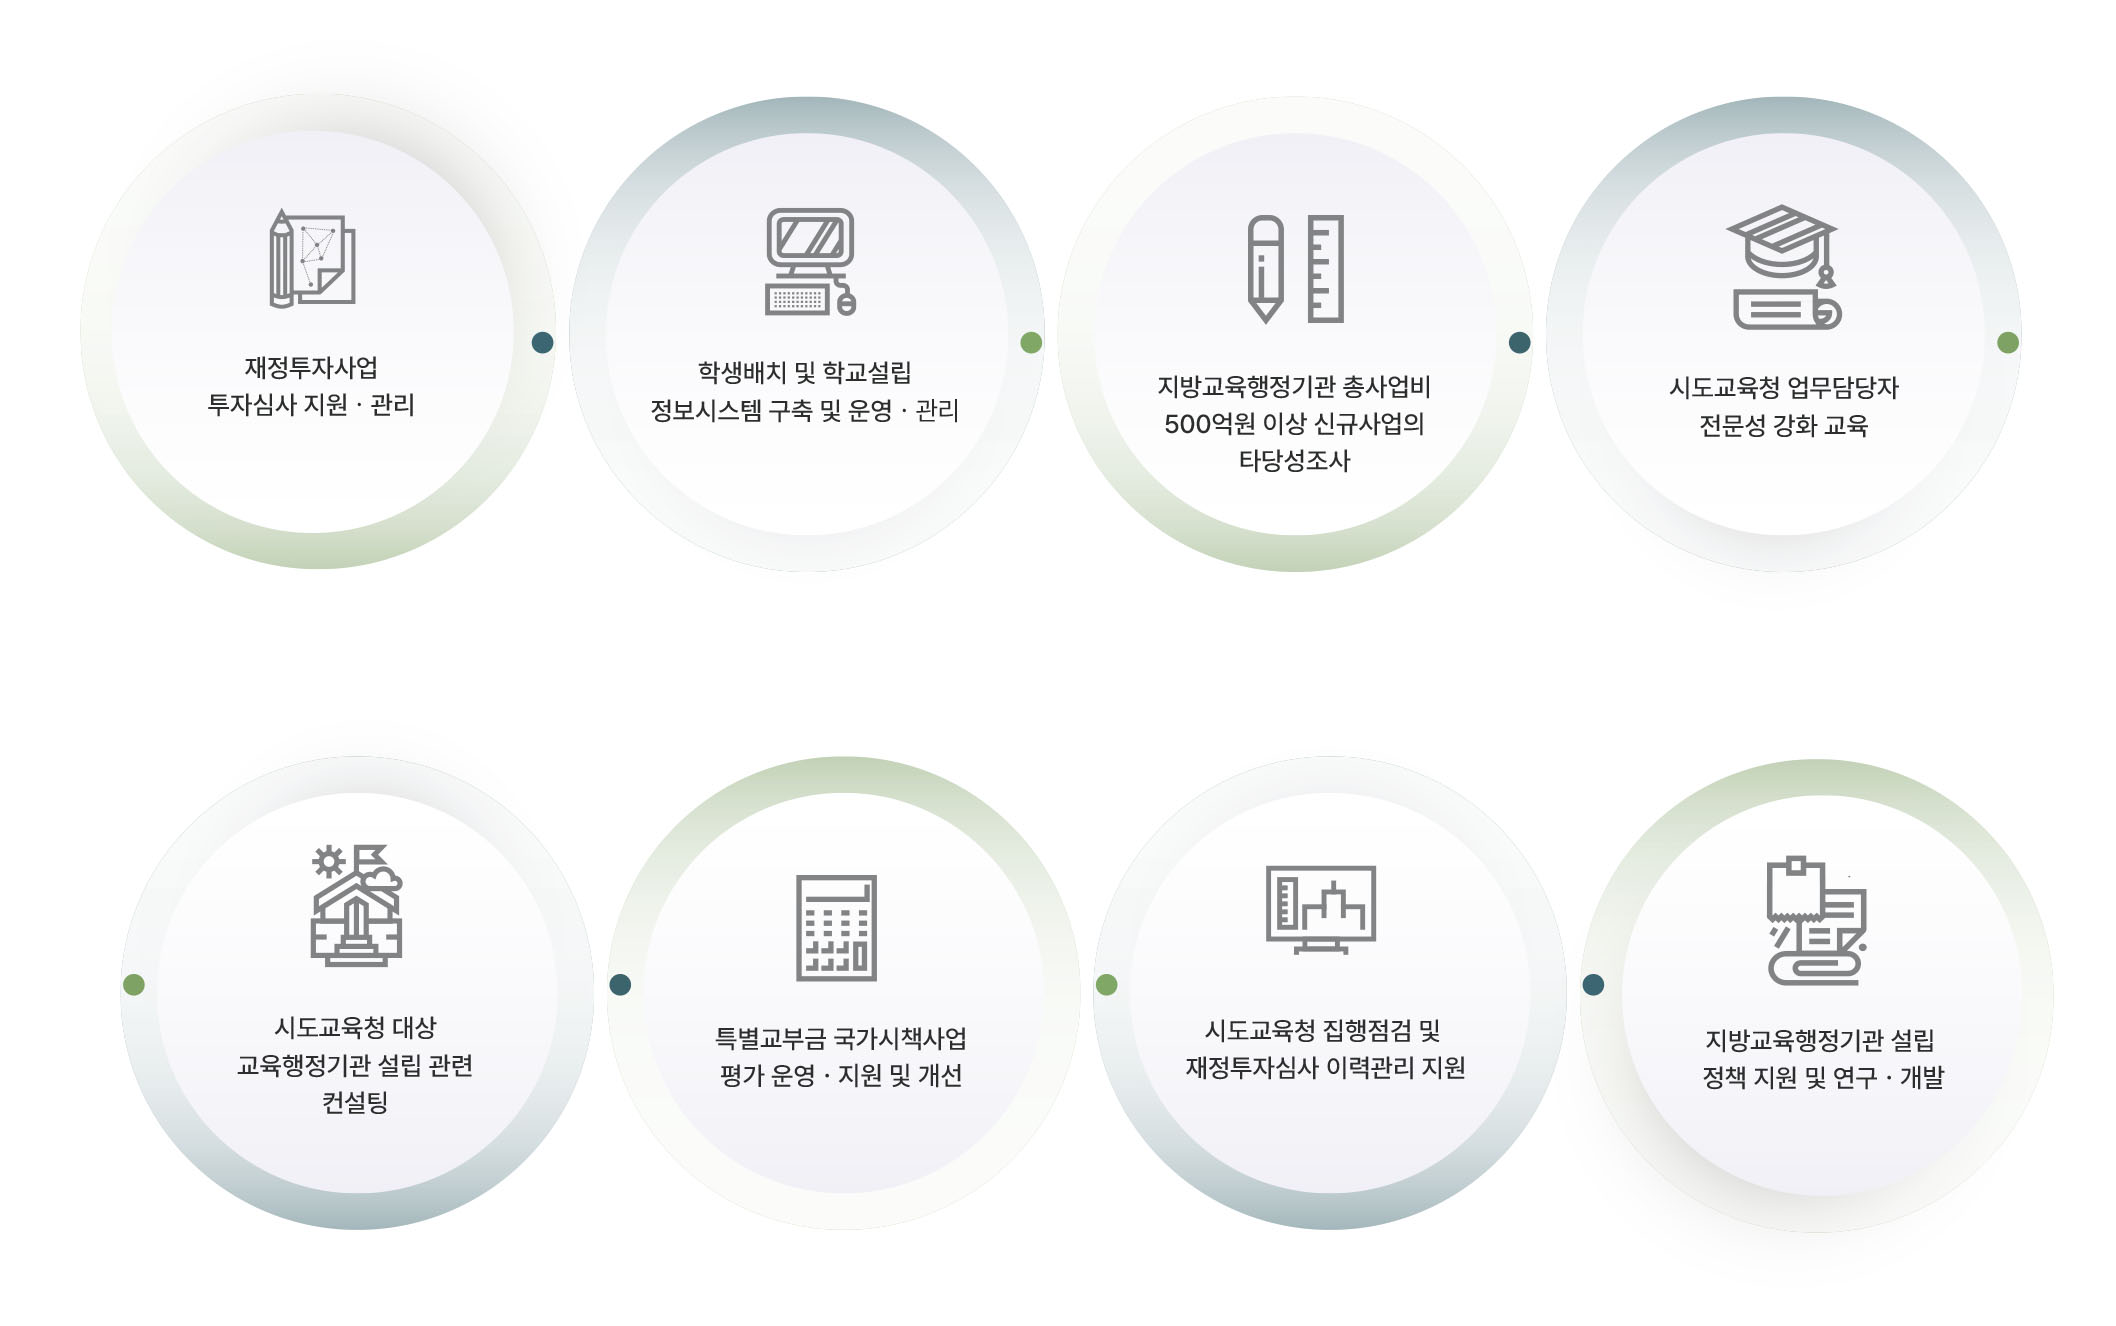 재정투자사업
투자심사 지원 · 관리
학생배치 및 학교설립
정보시스템 구축 및 운영 · 관리
지방교육행정기관 총사업비
500억원 이상 신규사업의
타당성조사
시도교육청 업무담당자
전문성 강화 교육
시도교육청 대상
교육행정기관 설립 관련
컨설팅
특별교부금 국가시책사업
평가 운영 · 지원 및 개선
시도교육청 집행점검 및
재정투자심사 이력관리 지원
지방교육행정기관 설립
정책 지원 및 연구 · 개발